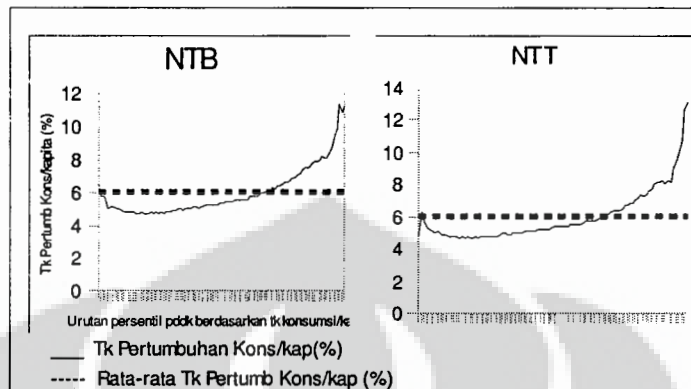 NTB
NTT
Tk Pertumb Kons/kapita (%)
12
10
8
6
4
2
0
14
12
10
8
6
4
2
0
Urutan persentil pddk berdasarkan tk konsumsi/ka
Tk Pertumbuhan Kons/kap(%)
Rata-rata Tk Pertumb Kons/kap (%)